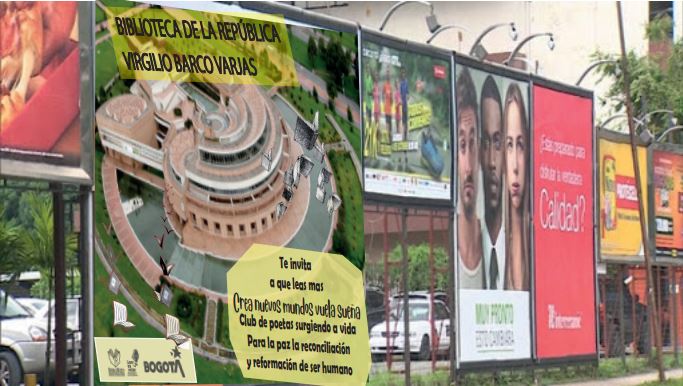 BIBLIOTECA DE LA REPÚBLICA
VIRGILIO BARCO VARJAS
Te invita
a que leas mas
Crea nuevos mundos vuela sueña
Club de poetas surgiendo a vida
Para la paz la reconciliación
y reformación de ser humano
BOGOTÁ
MUY PRONTO
ESTO CAMBIARÁ
¿Estás preparado para
disfrutar la verdadera
Calidad?